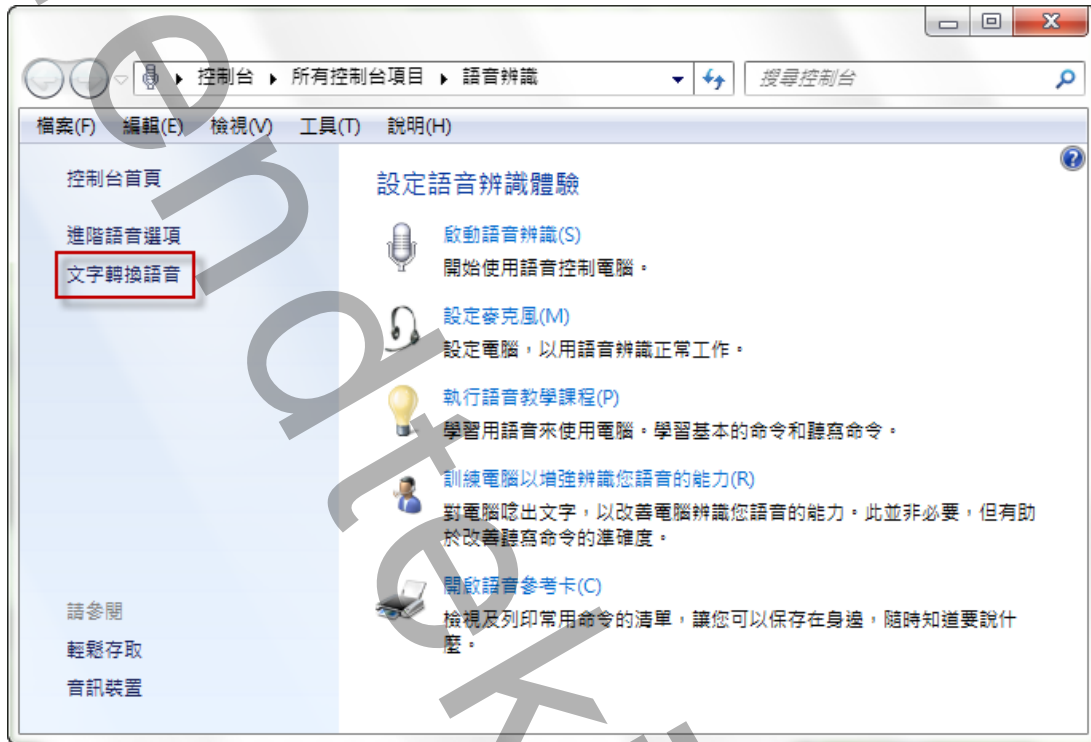 控制台 ▸ 所有控制台項目 ▸ 語音辨識
搜尋控制台
檔案(F) 編輯(E) 檢視(V) 工具(T) 說明(H)
控制台首頁
進階語音選項
文字轉換語音
設定語音辨識體驗
啟動語音辨識(S)
開始使用語音控制電腦。
設定麥克風(M)
設定電腦，以用語音辨識正常工作。
執行語音教學課程(P)
學習用語音來使用電腦。學習基本的命令和聽寫命令。
訓練電腦以增強辨識您語音的能力(R)
對電腦唸出文字，以改善電腦辨識您語音的能力。此並非必要，但有助
於改善聽寫命令的準確度。
開啟語音參考卡(C)
檢視及列印常用命令的清單，讓您可以保存在身邊，隨時知道要說什
麼。
請參閱
輕鬆存取
音訊裝置
endtek